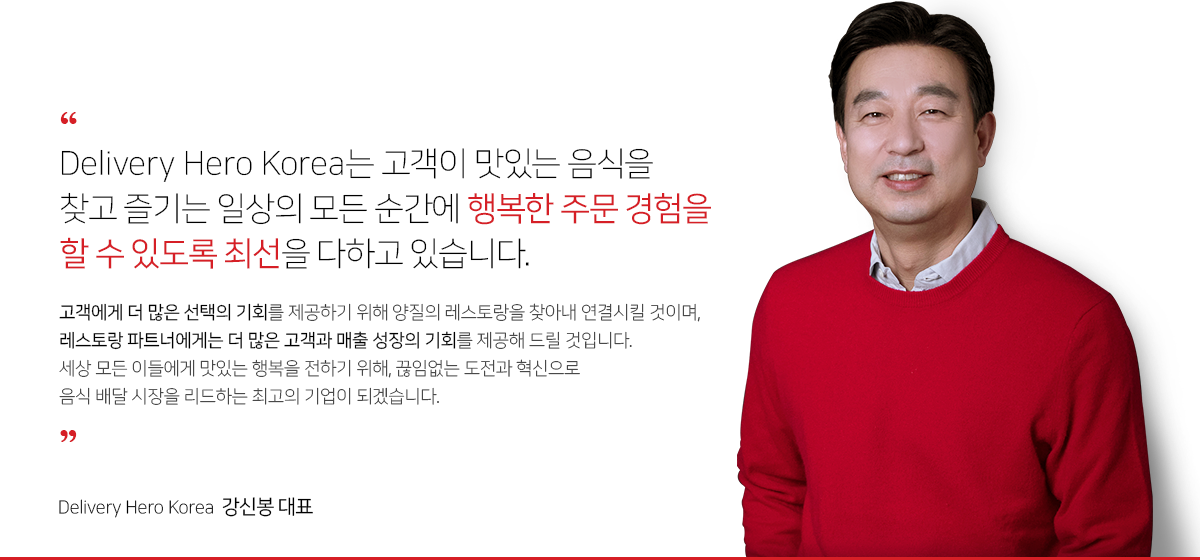 “
Delivery Hero Korea는 고객이 맛있는 음식을
찾고 즐기는 일상의 모든 순간에 행복한 주문 경험을
할 수 있도록 최선을 다하고 있습니다.
고객에게 더 많은 선택의 기회를 제공하기 위해 양질의 레스토랑을 찾아내 연결시킬 것이며,
레스토랑 파트너에게는 더 많은 고객과 매출 성장의 기회를 제공해 드릴 것입니다.
세상 모든 이들에게 맛있는 행복을 전하기 위해, 끊임없는 도전과 혁신으로
음식 배달 시장을 리드하는 최고의 기업이 되겠습니다.
”
Delivery Hero Korea 강신봉 대표